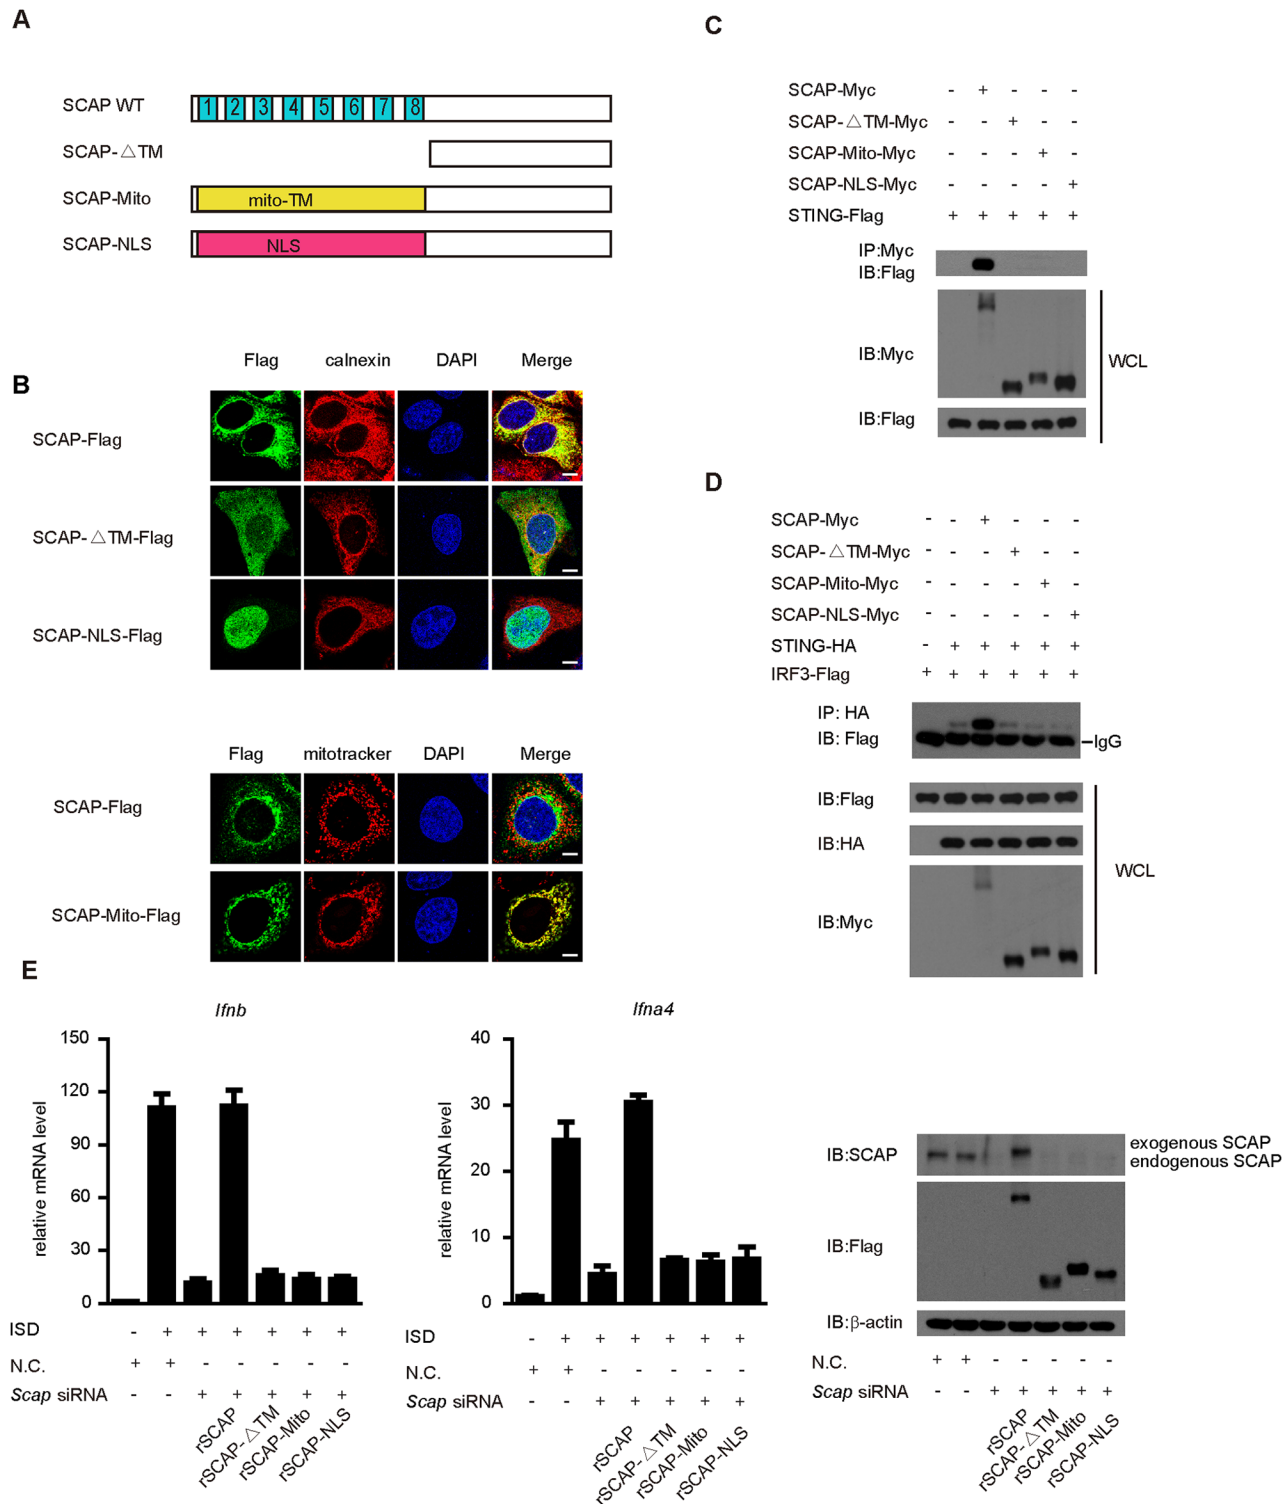 A
SCAP WT
1 2 3 4 5 6 7 8
SCAP-△TM
SCAP-Mito
mito-TM
SCAP-NLS
NLS
B
Flag calnexin DAPI Merge
SCAP-Flag
SCAP-△TM-Flag
SCAP-NLS-Flag
Flag mitotracker DAPI Merge
SCAP-Flag
SCAP-Mito-Flag
C
SCAP-Myc - + - - -
SCAP-△TM-Myc - - + - -
SCAP-Mito-Myc - - - + -
SCAP-NLS-Myc - - - - +
STING-Flag + + + + +
IP:Myc
IB:Flag
IB:Myc
IB:Flag
WCL
D
SCAP-Myc - - + - - -
SCAP-△TM-Myc - - - + - -
SCAP-Mito-Myc - - - - + -
SCAP-NLS-Myc - - - - - +
STING-HA - + + + + +
IRF3-Flag + + + + + +
IP: HA
IB: Flag
IgG
IB:Flag
IB:HA
IB:Myc
WCL
E
Ifnb
relative mRNA level
150
120
90
60
30
0
ISD - + + + + + +
N.C. + + - - - - -
Scap siRNA - - + + + + +
rSCAP
rSCAP-△TM
rSCAP-Mito
rSCAP-NLS
Ifna4
relative mRNA level
40
30
20
10
0
ISD - + + + + + +
N.C. + + - - - - -
Scap siRNA - - + + + + +
rSCAP
rSCAP-△TM
rSCAP-Mito
rSCAP-NLS
IB:SCAP
exogenous SCAP
endogenous SCAP
IB:Flag
IB:β-actin
N.C. + + - - - - -
Scap siRNA - - + + + + +
rSCAP
rSCAP-△TM
rSCAP-Mito
rSCAP-NLS